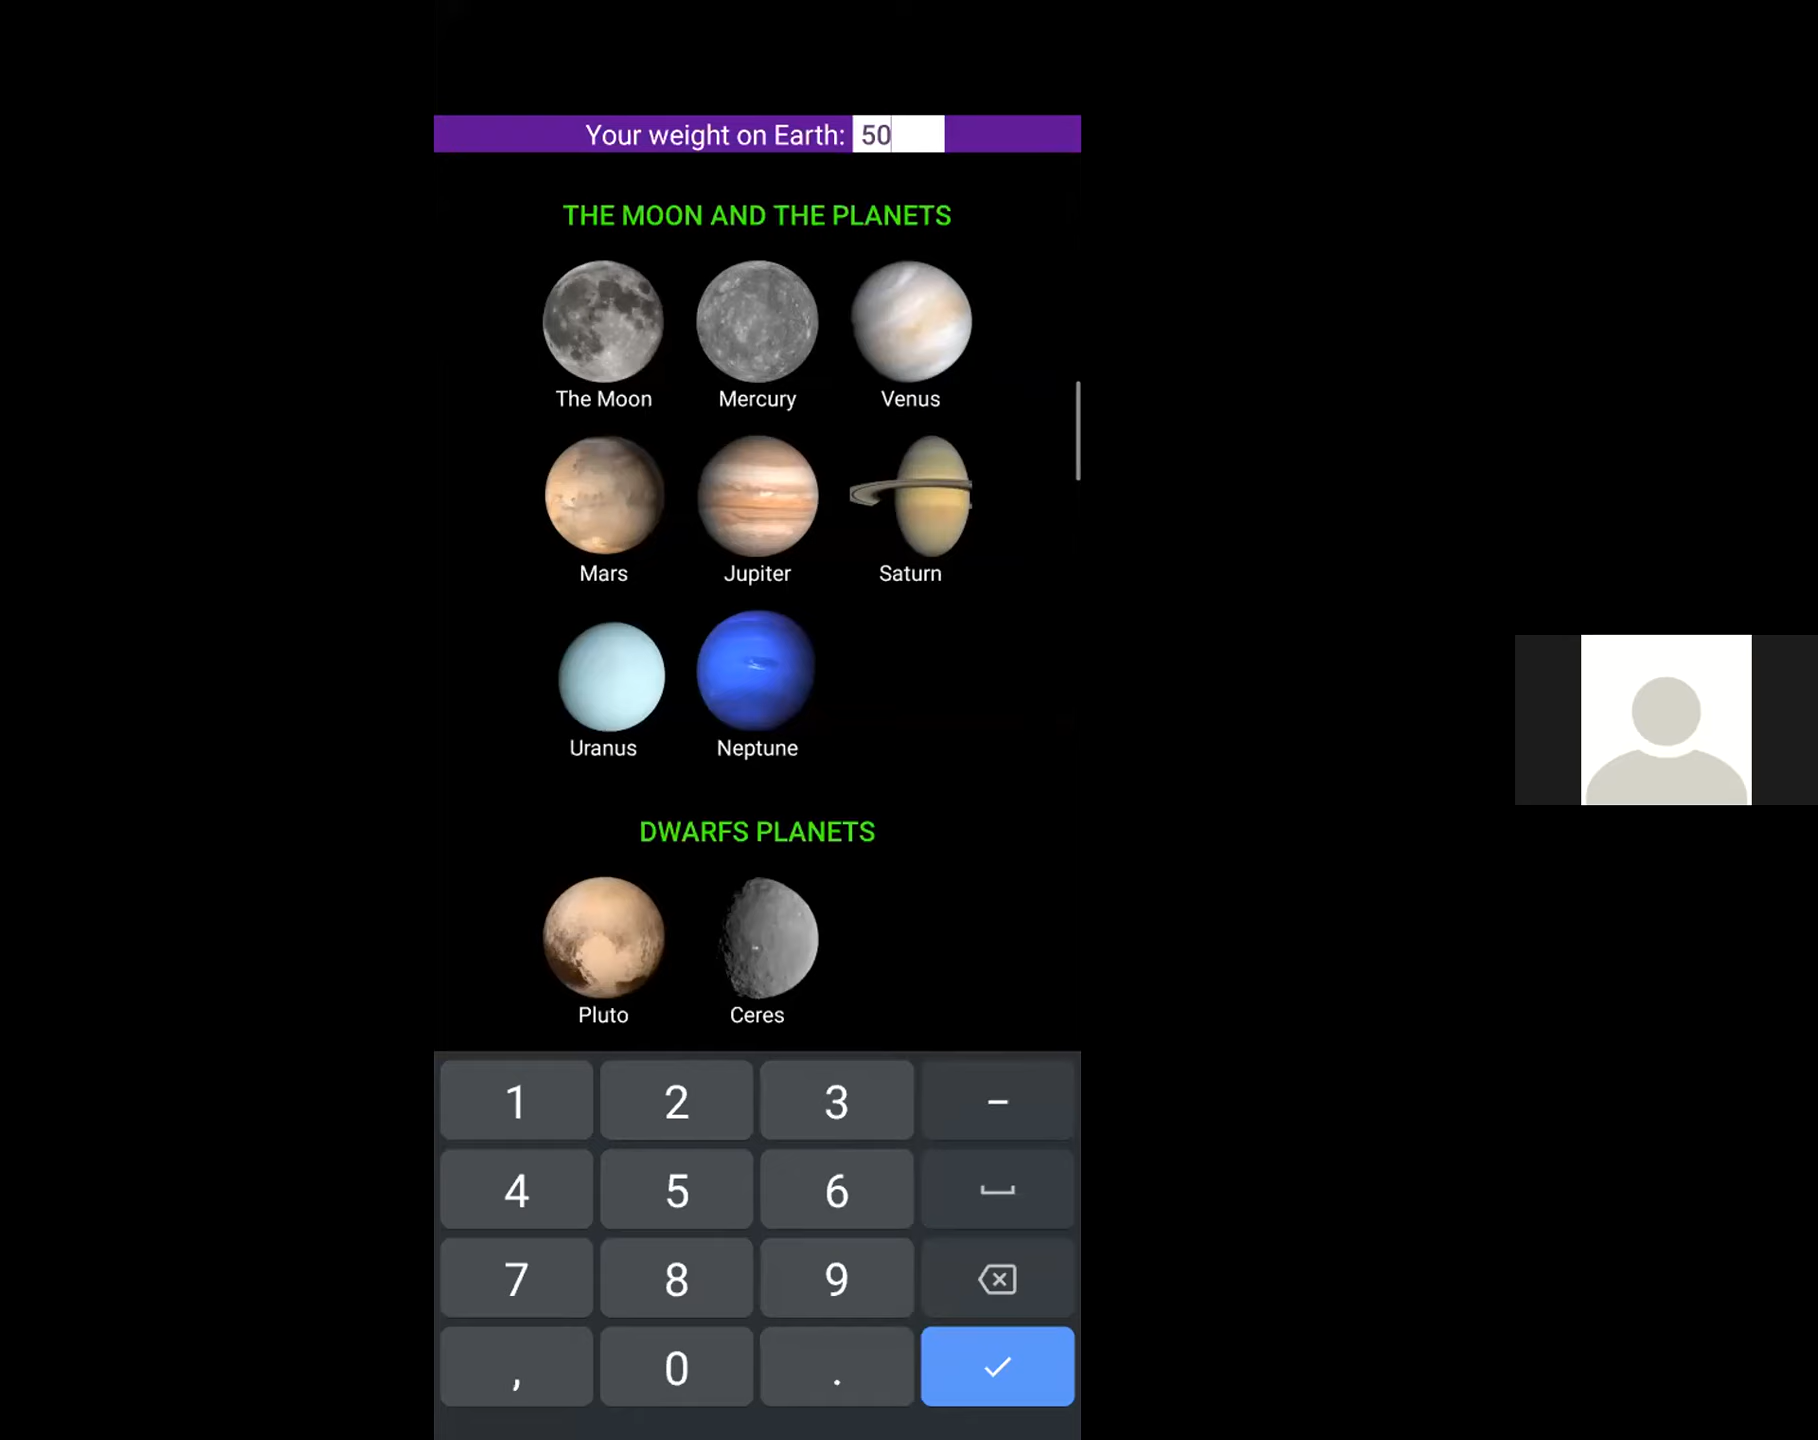 Your weight on Earth: 50
THE MOON AND THE PLANETS
The Moon Mercury Venus
Mars Jupiter Saturn
Uranus Neptune
DWARFS PLANETS
Pluto Ceres
1 2 3 –
4 5 6
7 8 9
, 0 .